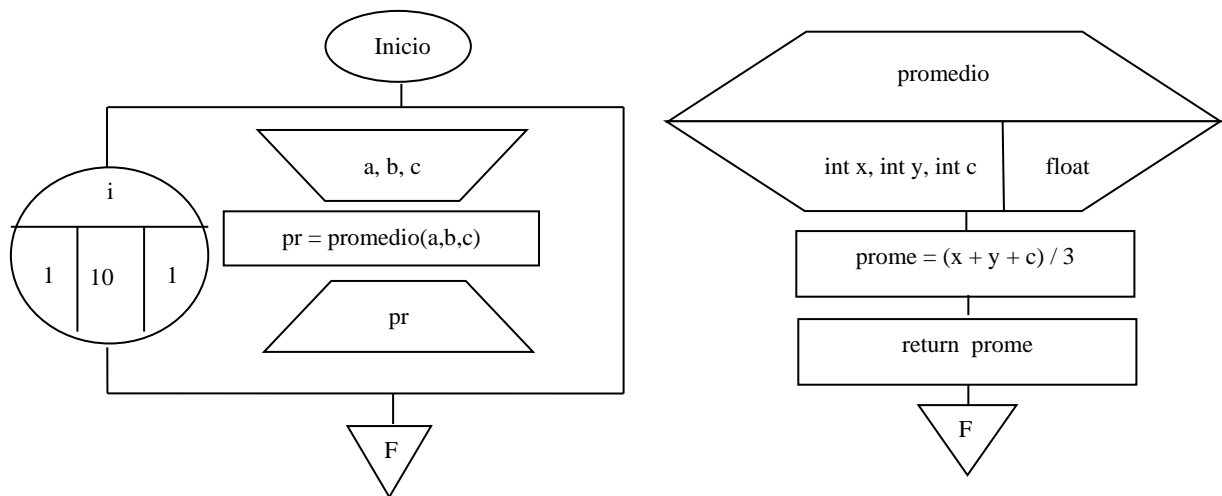 Inicio
i
1 10 1
a, b, c
pr = promedio(a,b,c)
pr
F
promedio
int x, int y, int c float
prome = (x + y + c) / 3
return prome
F